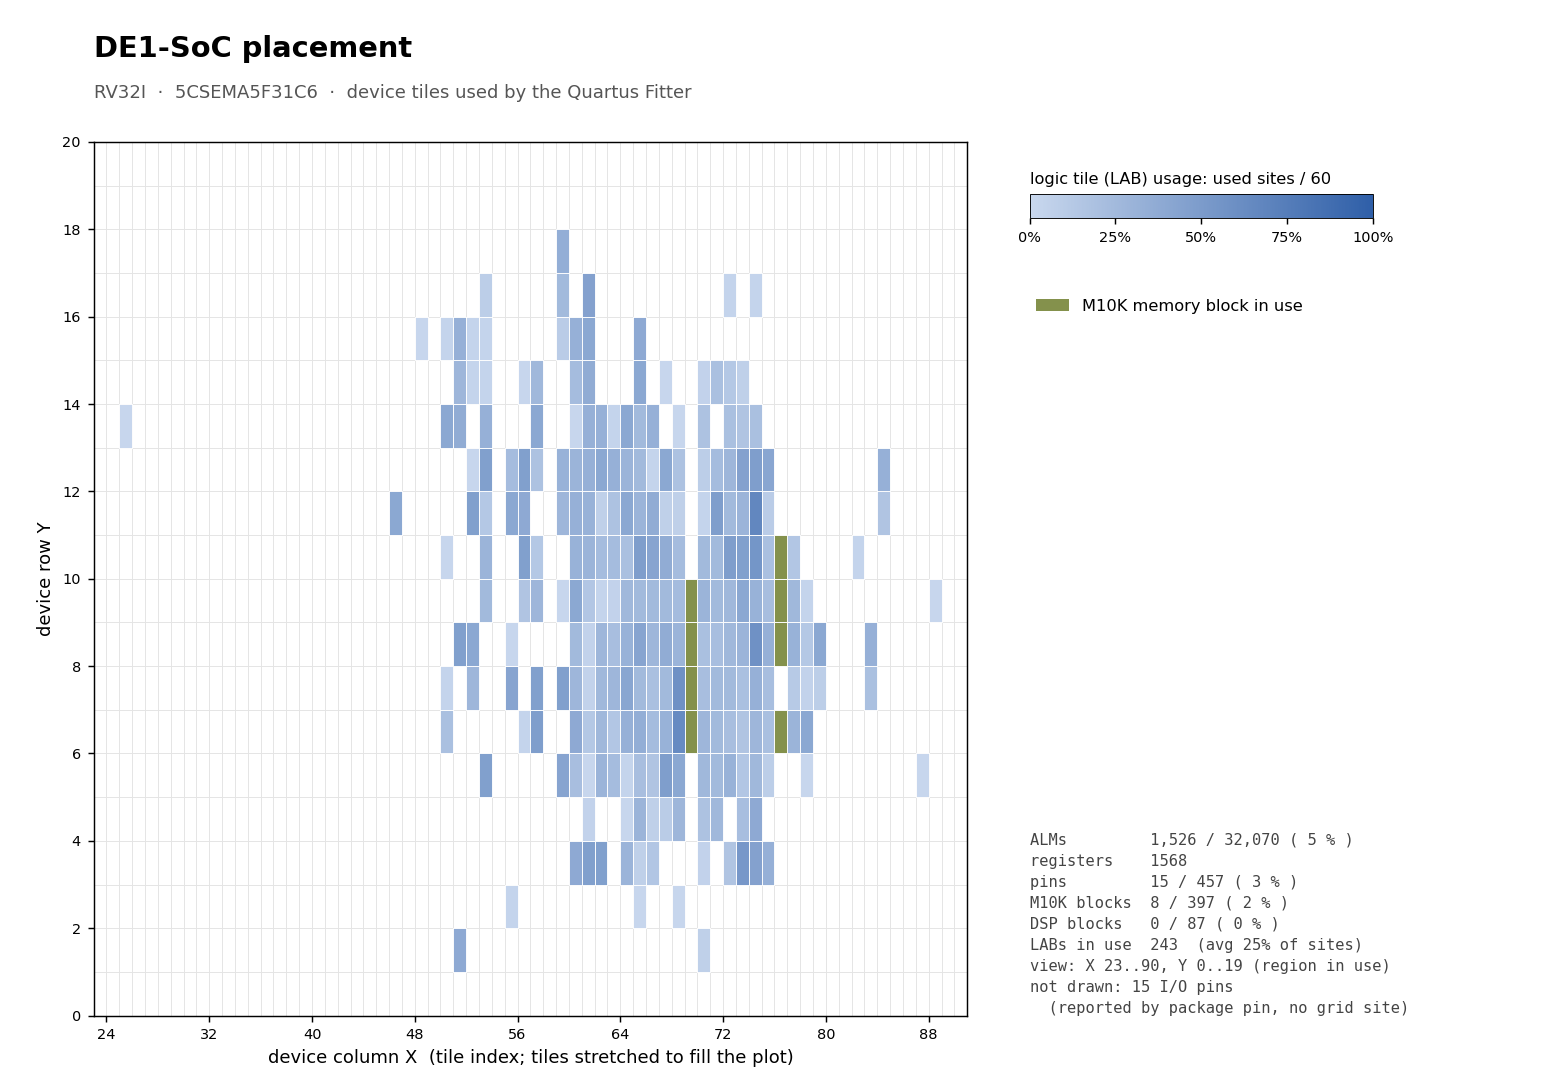 DE1-SoC placement
RV32I · 5CSEMA5F31C6 · device tiles used by the Quartus Fitter
20
18
16
14
12
10
8
6
4
2
0
device row Y
24 32 40 48 56 64 72 80 88
device column X (tile index; tiles stretched to fill the plot)
logic tile (LAB) usage: used sites / 60
0% 25% 50% 75% 100%
M10K memory block in use
ALMs 1,526 / 32,070 ( 5 % )
registers 1568
pins 15 / 457 ( 3 % )
M10K blocks 8 / 397 ( 2 % )
DSP blocks 0 / 87 ( 0 % )
LABs in use 243 (avg 25% of sites)
view: X 23..90, Y 0..19 (region in use)
not drawn: 15 I/O pins
(reported by package pin, no grid site)